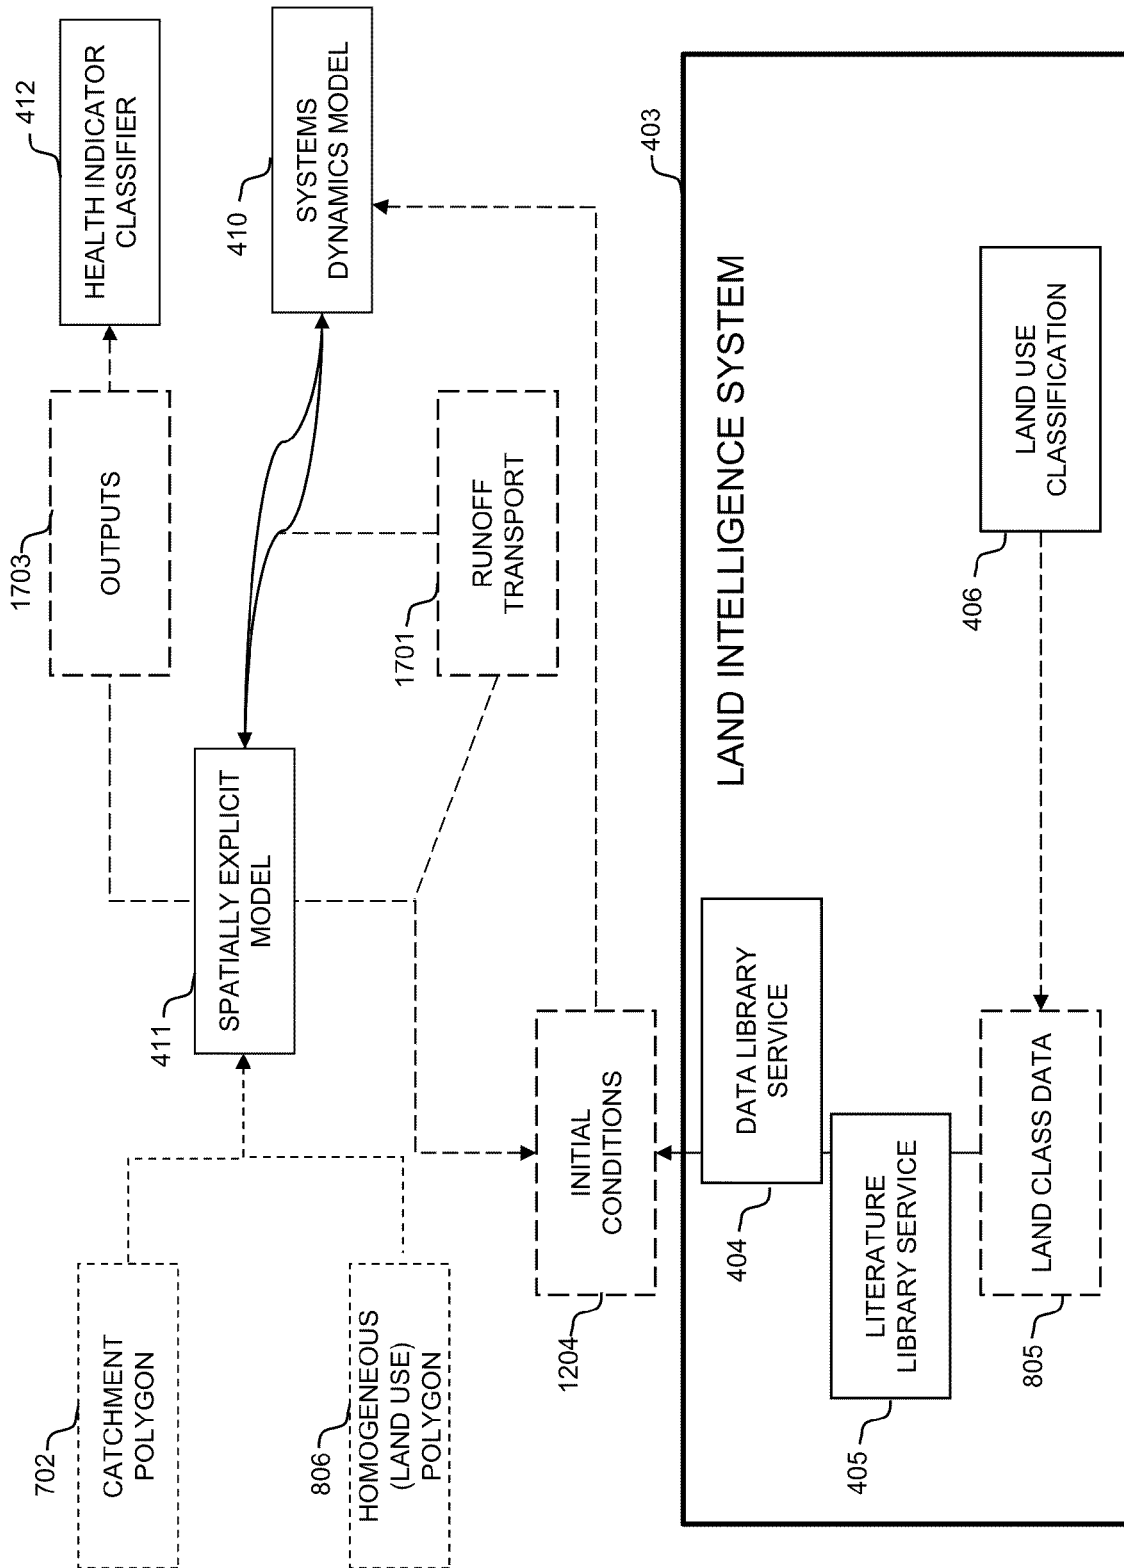 702
CATCHMENT
POLYGON
806
HOMOGENEOUS
(LAND USE)
POLYGON
411
SPATIALLY EXPLICIT
MODEL
1703
OUTPUTS
412
HEALTH INDICATOR
CLASSIFIER
410
SYSTEMS
DYNAMICS MODEL
1701
RUNOFF
TRANSPORT
1204
INITIAL
CONDITIONS
403
LAND INTELLIGENCE SYSTEM
404
DATA LIBRARY
SERVICE
405
LITERATURE
LIBRARY SERVICE
805
LAND CLASS DATA
406
LAND USE
CLASSIFICATION